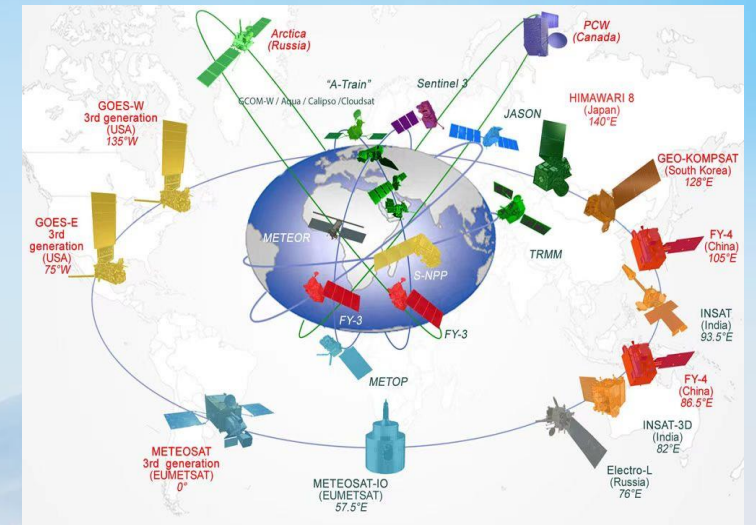 Arctica
(Russia)
PCW
(Canada)
"A-Train"
GCOM-W / Aqua / Calipso /Cloudsat
Sentinel 3
JASON
HIMAWARI 8
(Japan)
140°E
GOES-W
3rd generation
(USA)
135°W
GEO-KOMPSAT
(South Korea)
128°E
GOES-E
3rd
generation
(USA)
75°W
METEOR
S-NPP
TRMM
FY-4
(China)
105°E
FY-3
FY-3
INSAT
(India)
93.5°E
METOP
FY-4
(China)
86.5°E
INSAT-3D
(India)
82°E
METEOSAT
3rd generation
(EUMETSAT)
0°
METEOSAT-IO
(EUMETSAT)
57.5°E
Electro-L
(Russia)
76°E